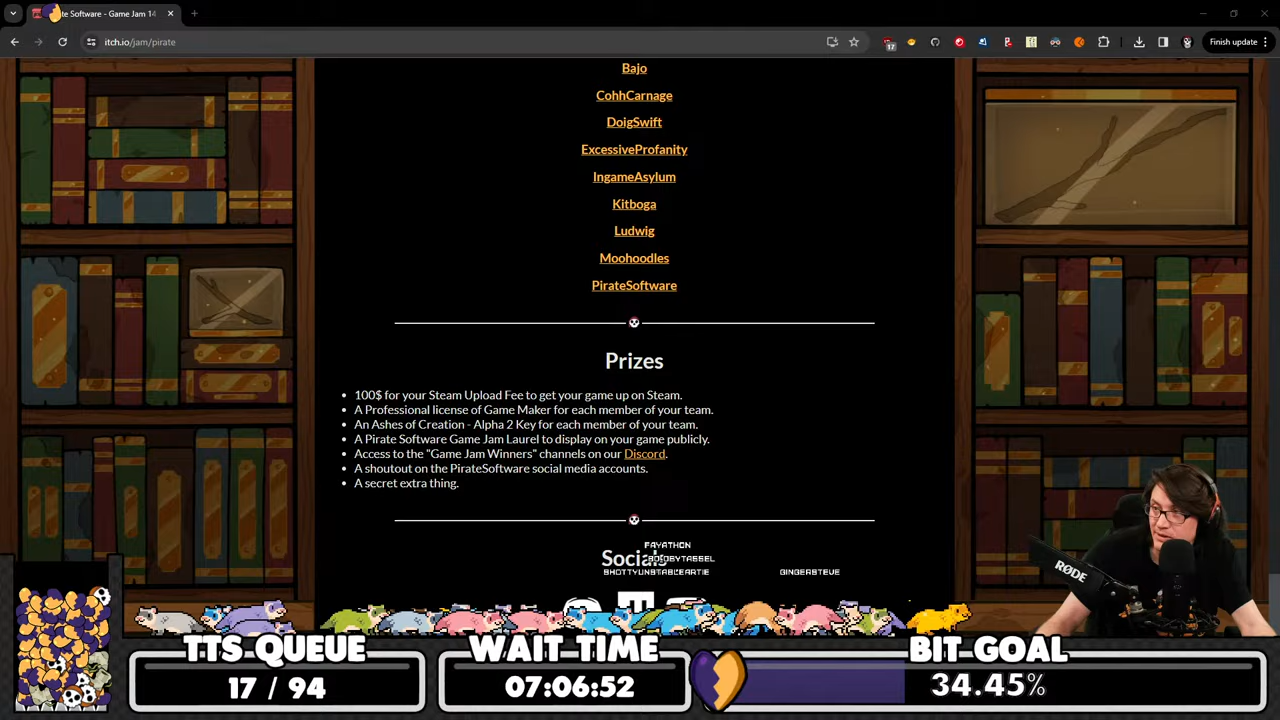 te Software - Game Jam 14
itch.io/jam/pirate
17
Finish update
Bajo
CohhCarnage
DoigSwift
ExcessiveProfanity
IngameAsylum
Kitboga
Ludwig
Moohoodles
PirateSoftware
Prizes
100$ for your Steam Upload Fee to get your game up on Steam.
A Professional license of Game Maker for each member of your team.
An Ashes of Creation - Alpha 2 Key for each member of your team.
A Pirate Software Game Jam Laurel to display on your game publicly.
Access to the "Game Jam Winners" channels on our Discord.
A shoutout on the PirateSoftware social media accounts.
A secret extra thing.
FAYATHON
Socials
GINGERSTEVE
RØDE
TTS QUEUE
WAIT TIME
BIT GOAL
17 / 94
07:06:52
34.45%